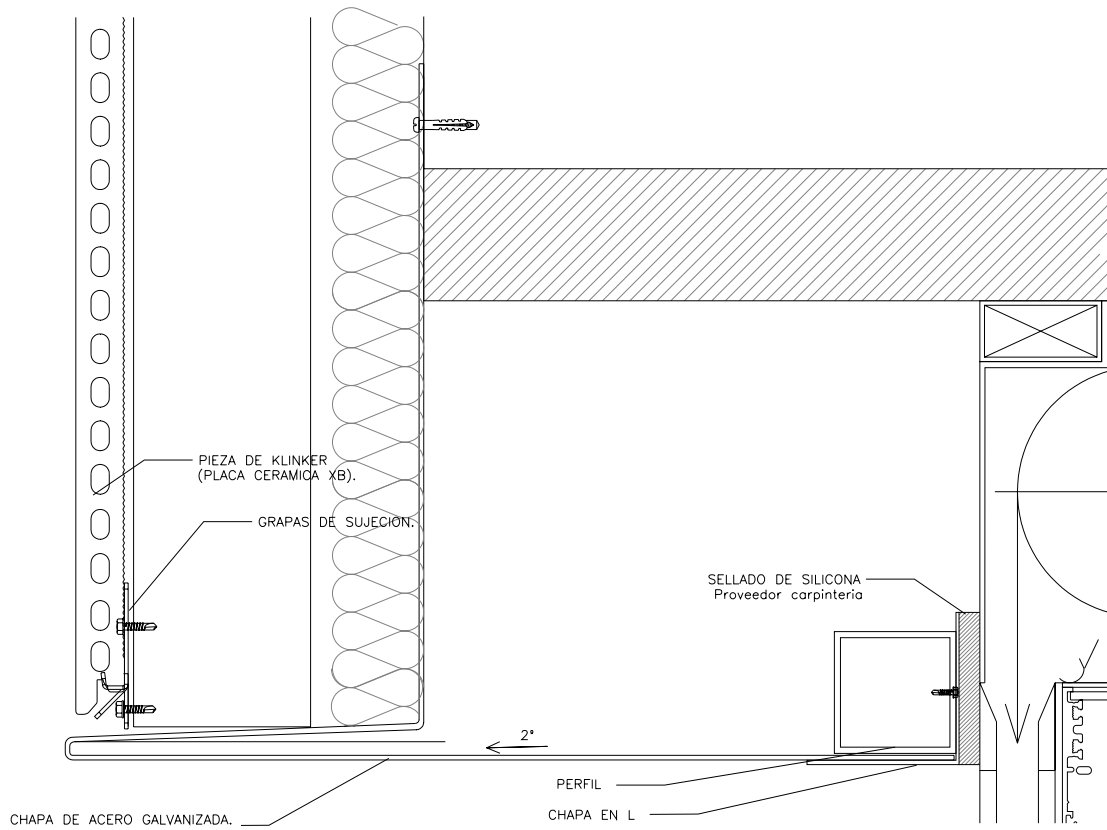 PIEZA DE KLINKER
(PLACA CERAMICA XB).
GRAPAS DE SUJECION.
SELLADO DE SILICONA
Proveedor carpinteria
2°
PERFIL
CHAPA EN L
CHAPA DE ACERO GALVANIZADA.